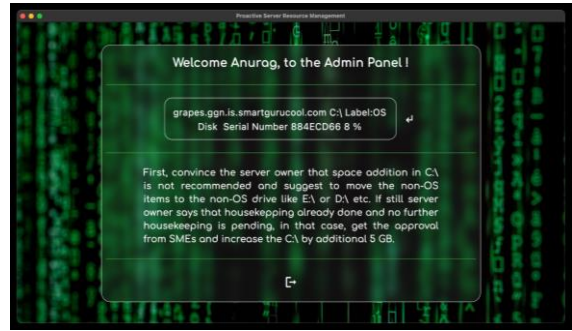 Proactive Server Resource Management
Welcome Anurag, to the Admin Panel !
grapes.ggn.is.smartgurucool.com C:\ Label:OS
Disk Serial Number 884ECD66 8 %
First, convince the server owner that space addition in C:\
is not recommended and suggest to move the non-OS
items to the non-OS drive like E:\ or D:\ etc. If still server
owner says that housekepping already done and no further
housekeeping is pending, in that case, get the approval
from SMEs and increase the C:\ by additional 5 GB.